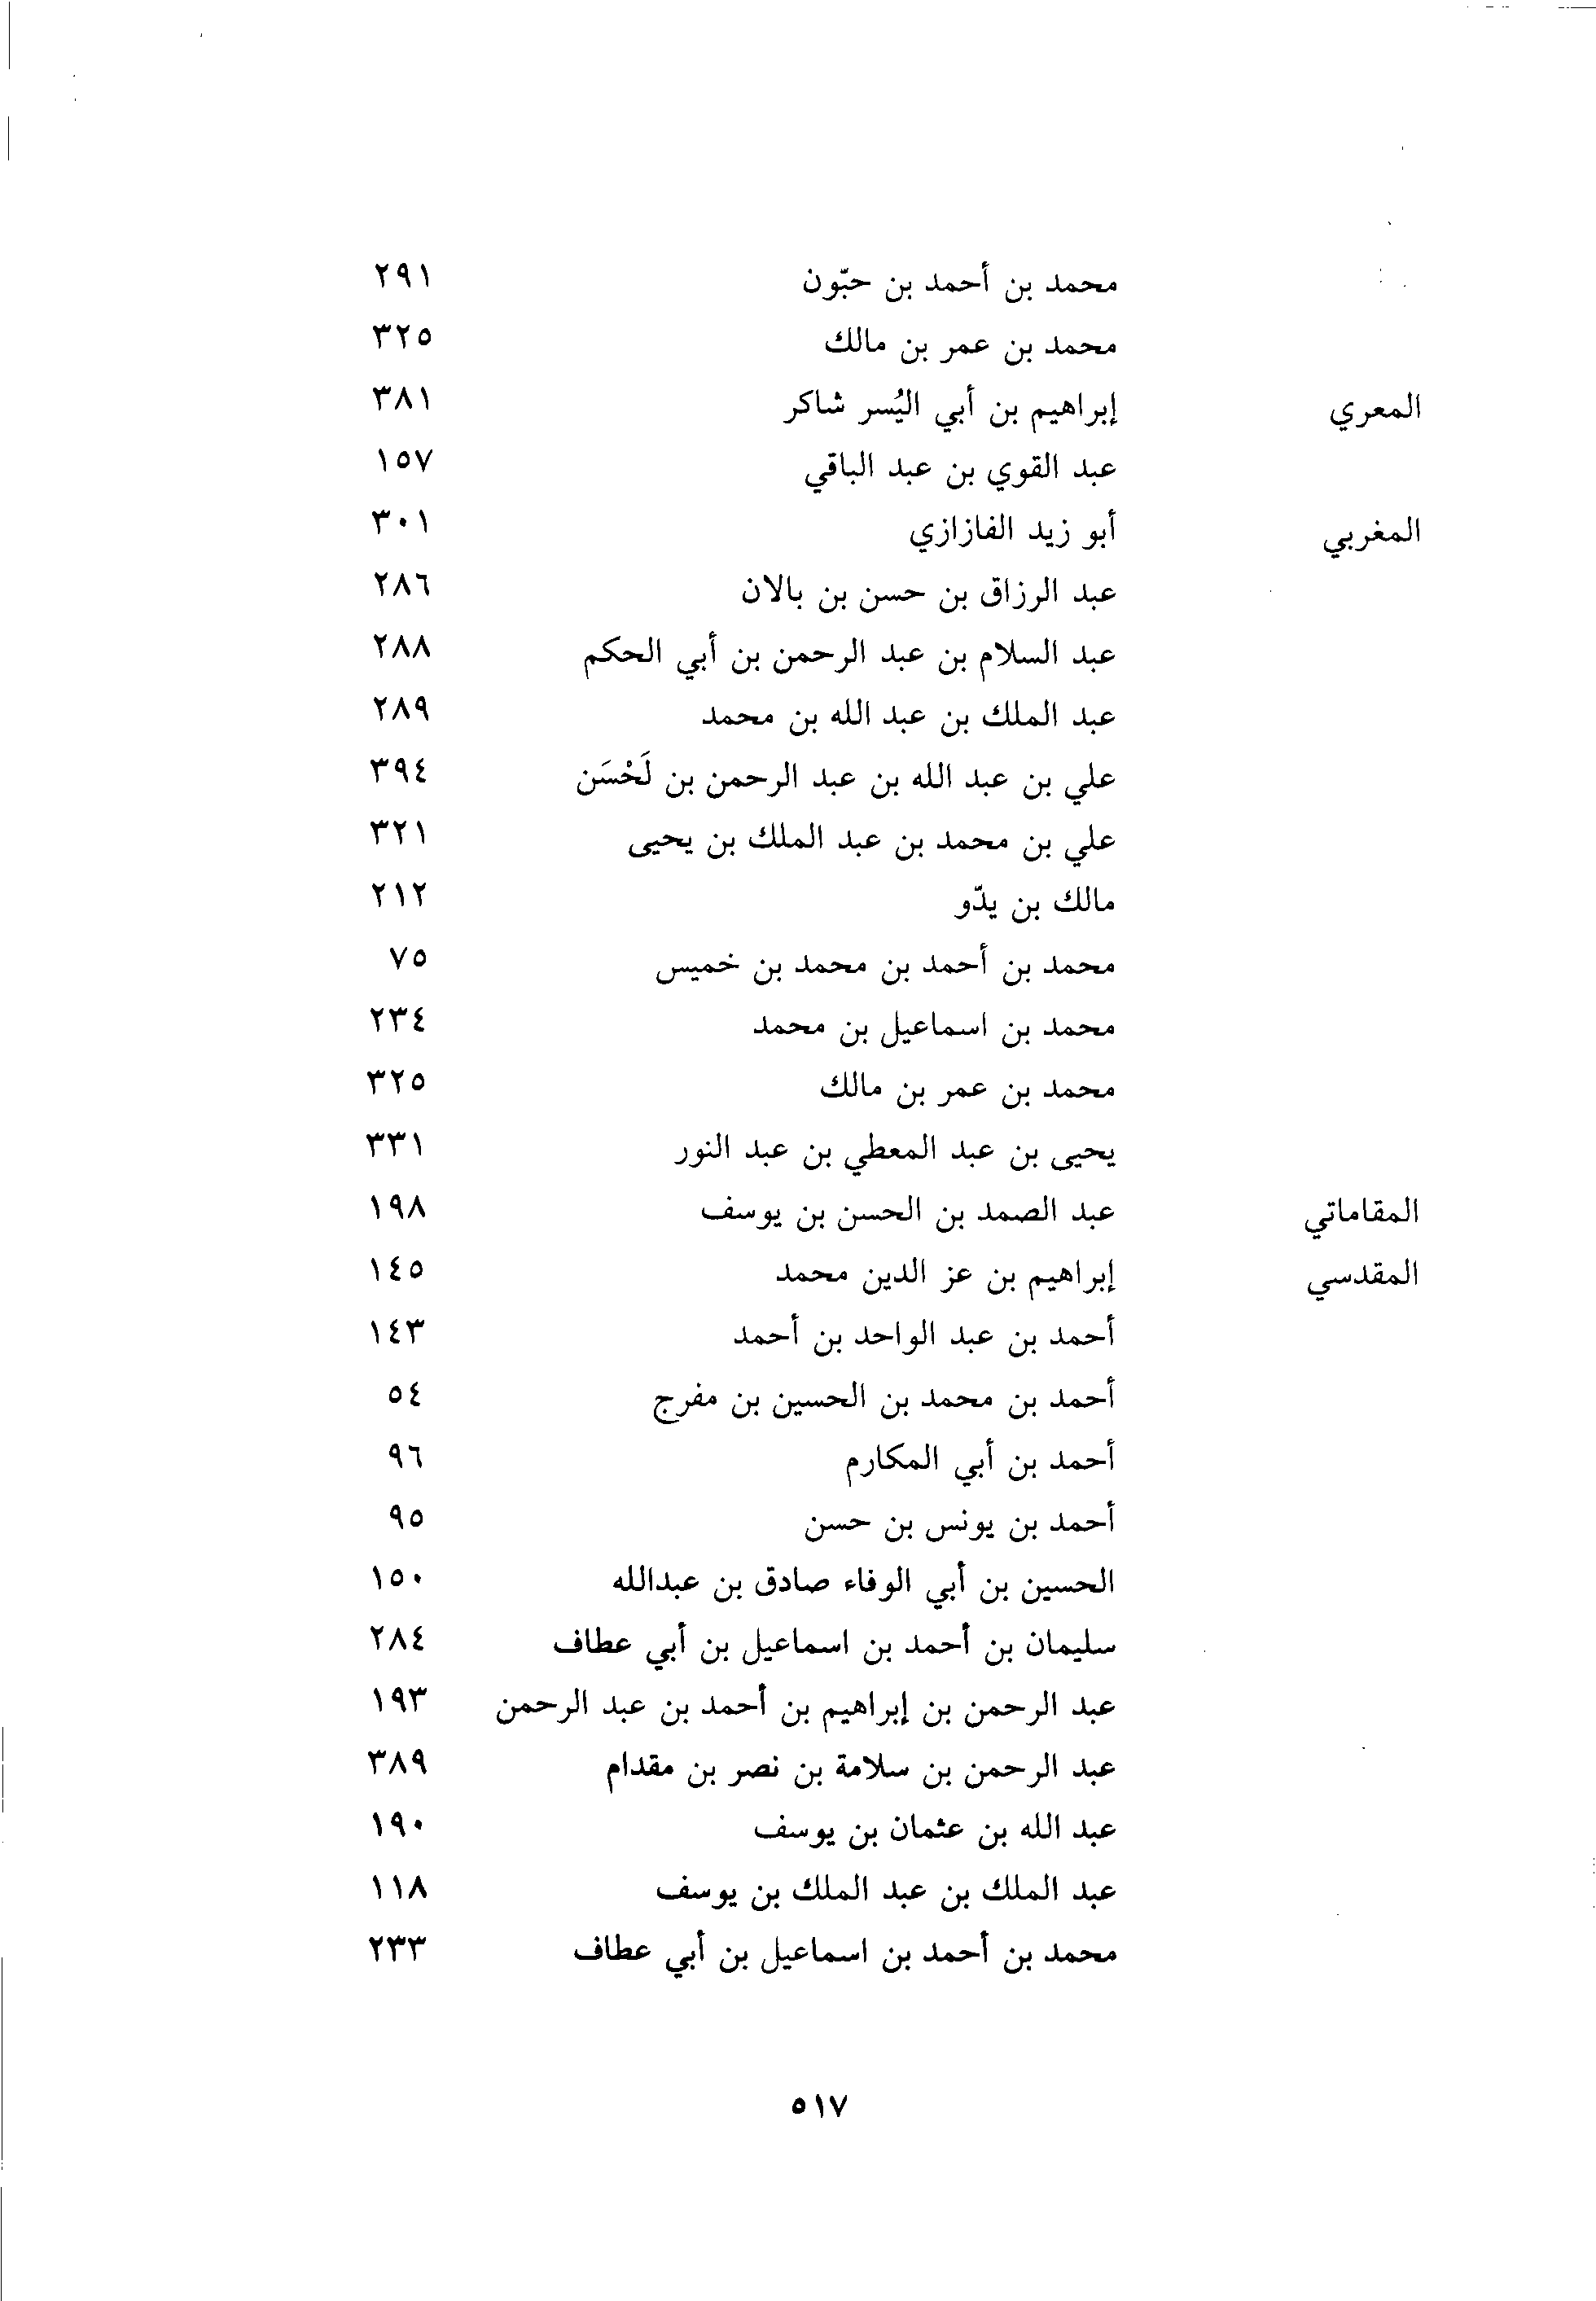 محمد بن أحمد بن حبّون ٢٩١
محمد بن عمر بن مالك ٣٢٥
المعري إبراهيم بن أبي اليُسر شاكر ٣٨١
عبد القوي بن عبد الباقي ١٥٧
المغربي أبو زيد الفازازي ٣٠١
عبد الرزاق بن حسن بن بالان ٢٨٦
عبد السلام بن عبد الرحمن بن أبي الحكم ٢٨٨
عبد الملك بن عبد الله بن محمد ٢٨٩
علي بن عبد الله بن عبد الرحمن بن لَحْسَن ٣٩٤
علي بن محمد بن عبد الملك بن يحيى ٣٢١
مالك بن يدّو ٢١٢
محمد بن أحمد بن محمد بن خميس ٧٥
محمد بن اسماعيل بن محمد ٢٣٤
محمد بن عمر بن مالك ٣٢٥
يحيى بن عبد المعطي بن عبد النور ٣٣١
المقاماتي عبد الصمد بن الحسن بن يوسف ١٩٨
المقدسي إبراهيم بن عز الدين محمد ١٤٥
أحمد بن عبد الواحد بن أحمد ١٤٣
أحمد بن محمد بن الحسين بن مفرج ٥٤
أحمد بن أبي المكارم ٩٦
أحمد بن يونس بن حسن ٩٥
الحسين بن أبي الوفاء صادق بن عبدالله ١٥٠
سليمان بن أحمد بن اسماعيل بن أبي عطاف ٢٨٤
عبد الرحمن بن إبراهيم بن أحمد بن عبد الرحمن ١٩٣
عبد الرحمن بن سلامة بن نصر بن مقدام ٣٨٩
عبد الله بن عثمان بن يوسف ١٩٠
عبد الملك بن عبد الملك بن يوسف ١١٨
محمد بن أحمد بن اسماعيل بن أبي عطاف ٢٣٣
٥١٧